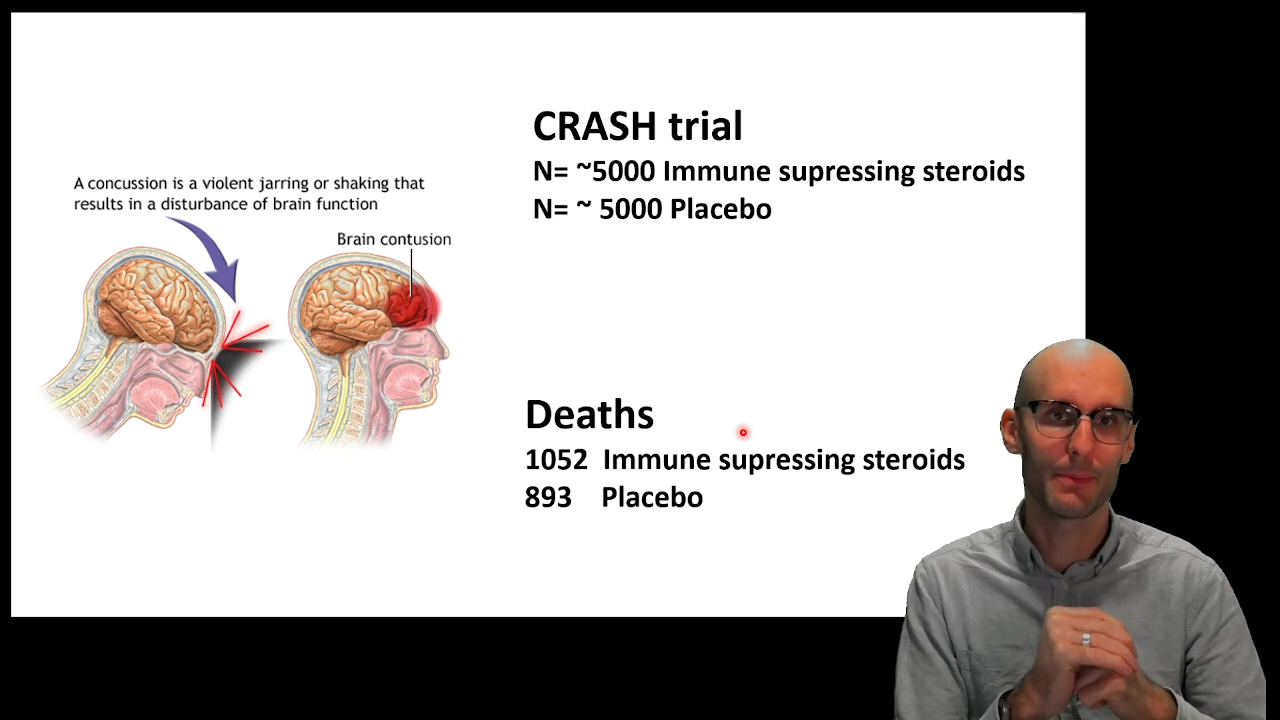 A concussion is a violent jarring or shaking that
results in a disturbance of brain function
Brain contusion
CRASH trial
N= ~5000 Immune supressing steroids
N= ~ 5000 Placebo
Deaths
1052 Immune supressing steroids
893 Placebo